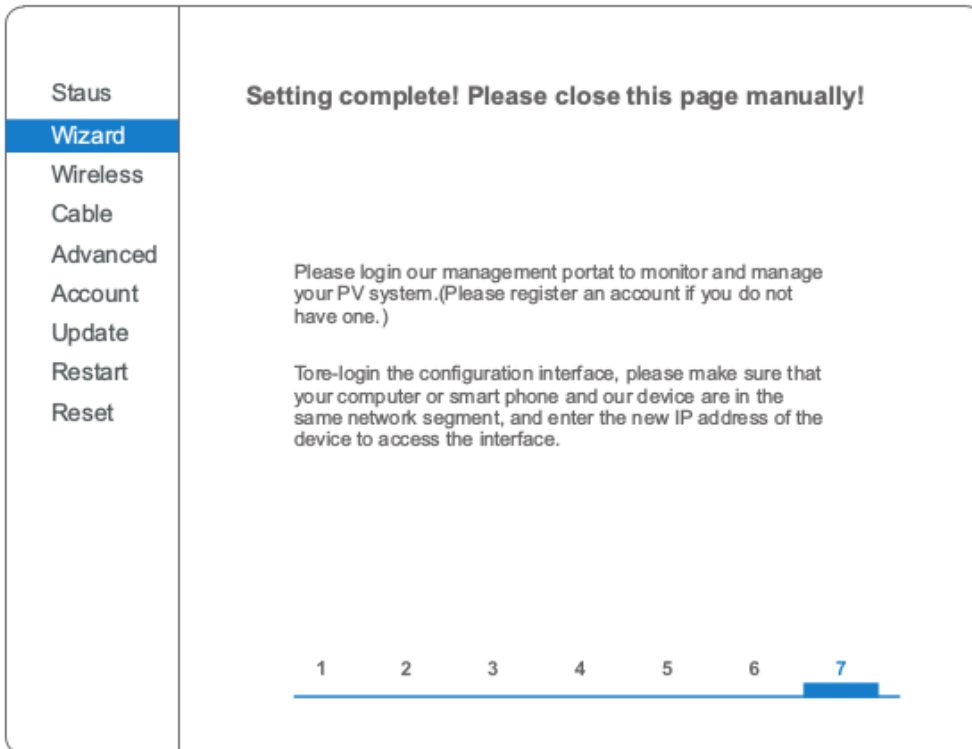 Staus
Wizard
Wireless
Cable
Advanced
Account
Update
Restart
Reset
Setting complete! Please close this page manually!
Please login our management portat to monitor and manage
your PV system.(Please register an account if you do not
have one.)
Tore-login the configuration interface, please make sure that
your computer or smart phone and our device are in the
same network segment, and enter the new IP address of the
device to access the interface.
1 2 3 4 5 6 7